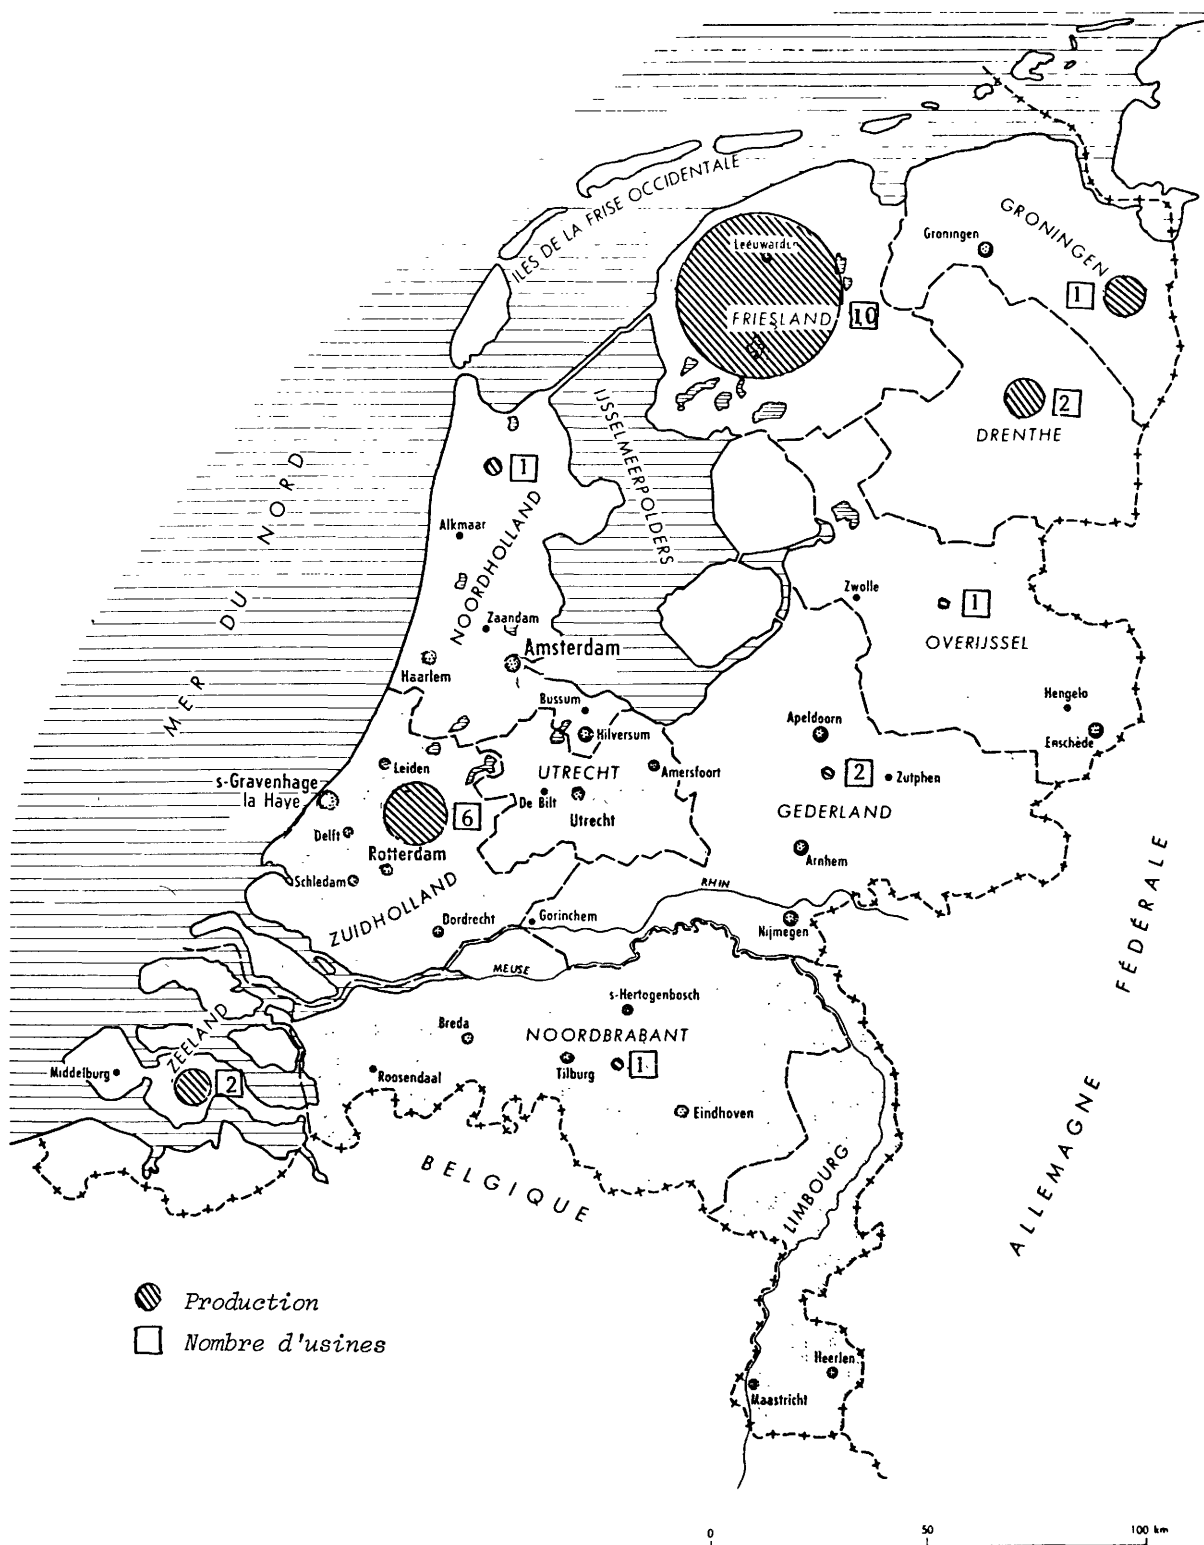 ILES DE LA FRISE OCCIDENTALE
GRONINGEN
Groningen
1
Leeuwarden
FRIESLAND
10
2
DRENTHE
IJSSELMEERPOLDERS
1
NOORDHOLLAND
Alkmaar
MER DU NORD
Zwolle
1
OVERIJSSEL
Zaandam
Amsterdam
Haarlem
Hengelo
Enschède
Bussum
Hilversum
Apeldoorn
Leiden
UTRECHT
Amersfoort
2
Zutphen
s-Gravenhage
la Haye
De Bilt
Utrecht
GEDERLAND
6
Delft
Rotterdam
Arnhem
Schledam
ZUIDHOLLAND
RHIN
Dordrecht
Gorinchem
Nijmegen
MEUSE
s-Hertogenbosch
Breda
NOORDBRABANT
ZEELAND
Middelburg
2
Roosendaal
Tilburg
1
Eindhoven
BELGIQUE
LIMBOURG
ALLEMAGNE FÉDÉRALE
Production
Nombre d'usines
Heerlen
Maastricht
0 50 100 km